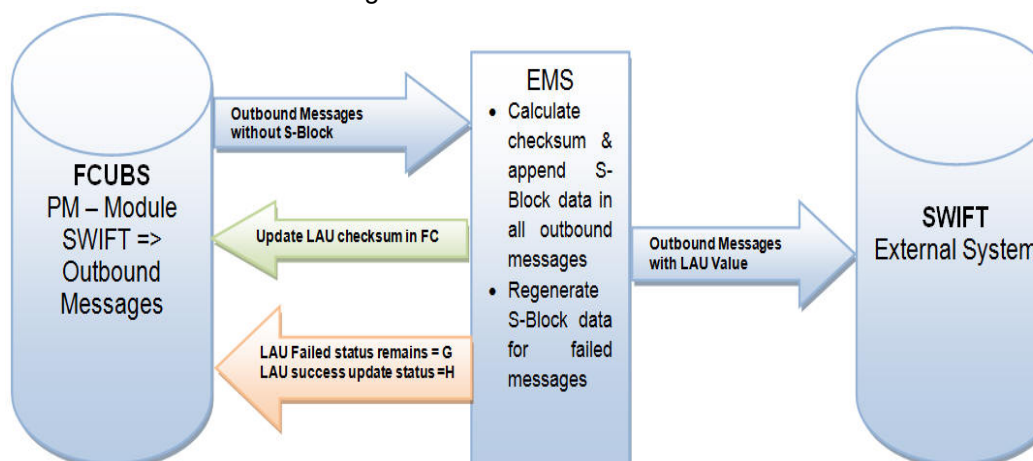 FCUBS
PM – Module
SWIFT =>
Outbound
Messages
Outbound Messages
without S-Block
Update LAU checksum in FC
LAU Failed status remains = G
LAU success update status =H
EMS
• Calculate
checksum &
append S-
Block data in
all outbound
messages
• Regenerate
S-Block data
for failed
messages
Outbound Messages
with LAU Value
SWIFT
External System